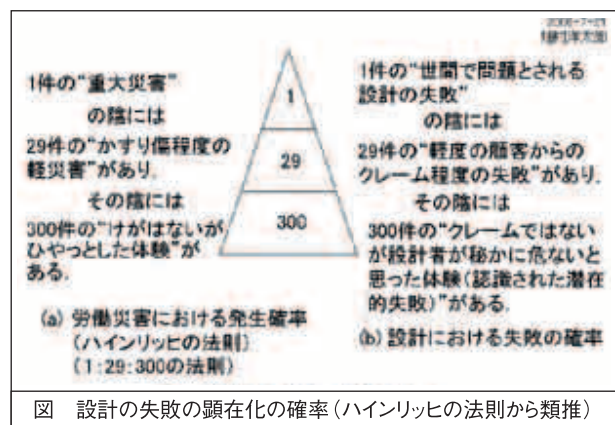 1件の“重大災害”
の陰には
29件の“かすり傷程度の
軽災害”があり，
その陰には
300件の“けがはないが
ひやっとした体験”が
ある.
(a) 労働災害における発生確率
(ハインリッヒの法則)
(1:29:300の法則)
1
29
300
1件の“世間で問題とされる
設計の失敗”
の陰には
29件の“軽度の顧客からの
クレーム程度の失敗”があり，
その陰には
300件の“クレームではない
が設計者が秘かに危ないと
思った体験(認識された潜在
的失敗)”がある.
(b) 設計における失敗の確率
図　設計の失敗の顕在化の確率（ハインリッヒの法則から類推）